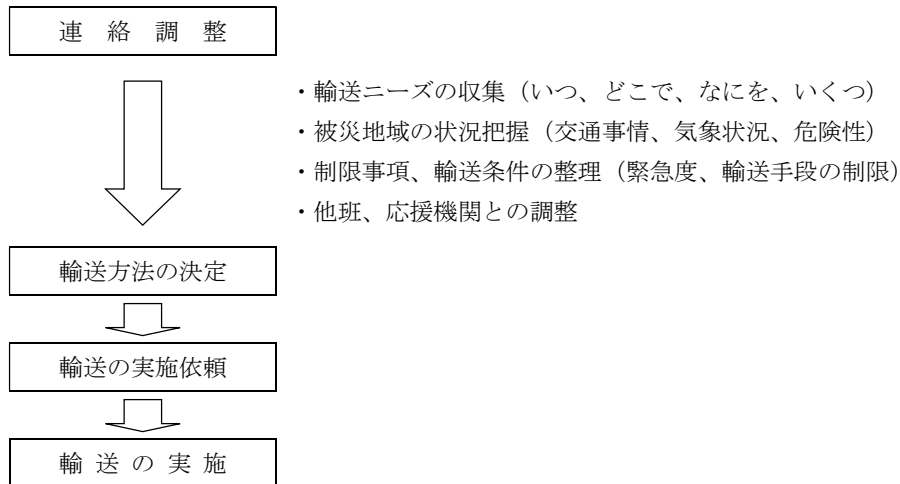 連絡調整
・輸送ニーズの収集（いつ、どこで、なにを、いくつ）
・被災地域の状況把握（交通事情、気象状況、危険性）
・制限事項、輸送条件の整理（緊急度、輸送手段の制限）
・他班、応援機関との調整
輸送方法の決定
輸送の実施依頼
輸送の実施